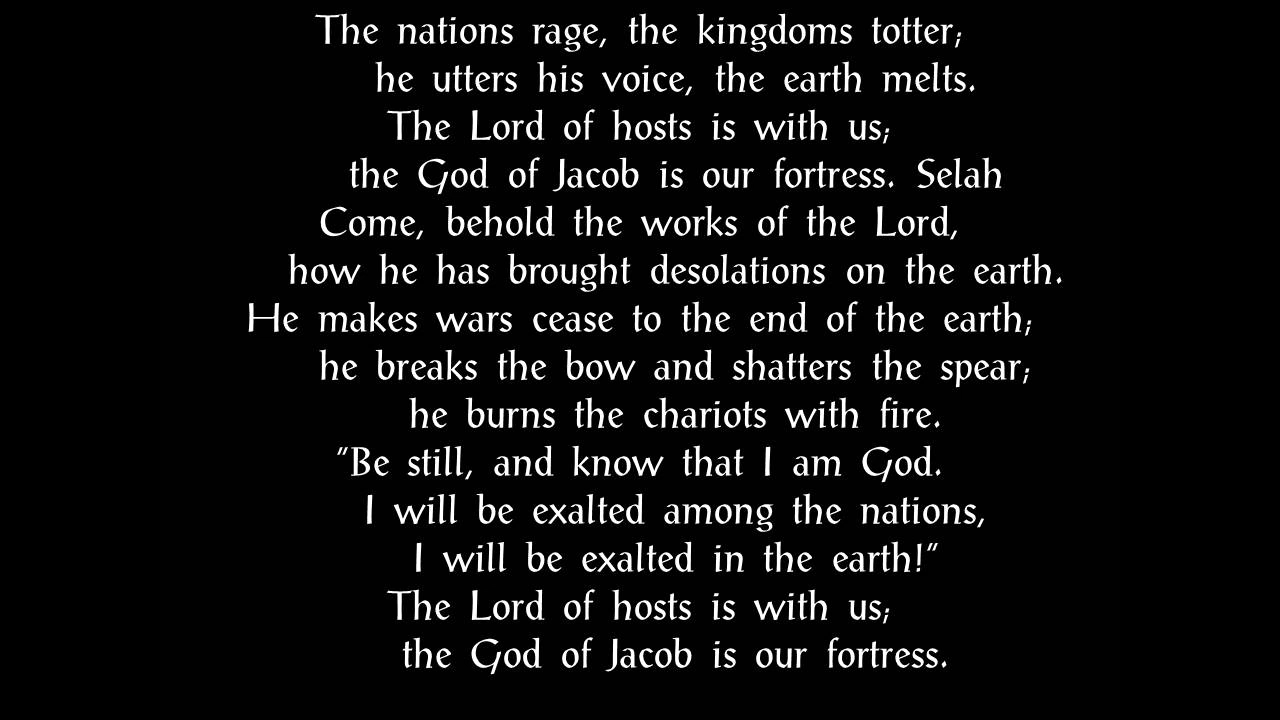 The nations rage, the kingdoms totter;
he utters his voice, the earth melts.
The Lord of hosts is with us;
the God of Jacob is our fortress. Selah
Come, behold the works of the Lord,
how he has brought desolations on the earth.
He makes wars cease to the end of the earth;
he breaks the bow and shatters the spear;
he burns the chariots with fire.
"Be still, and know that I am God.
I will be exalted among the nations,
I will be exalted in the earth!"
The Lord of hosts is with us;
the God of Jacob is our fortress.